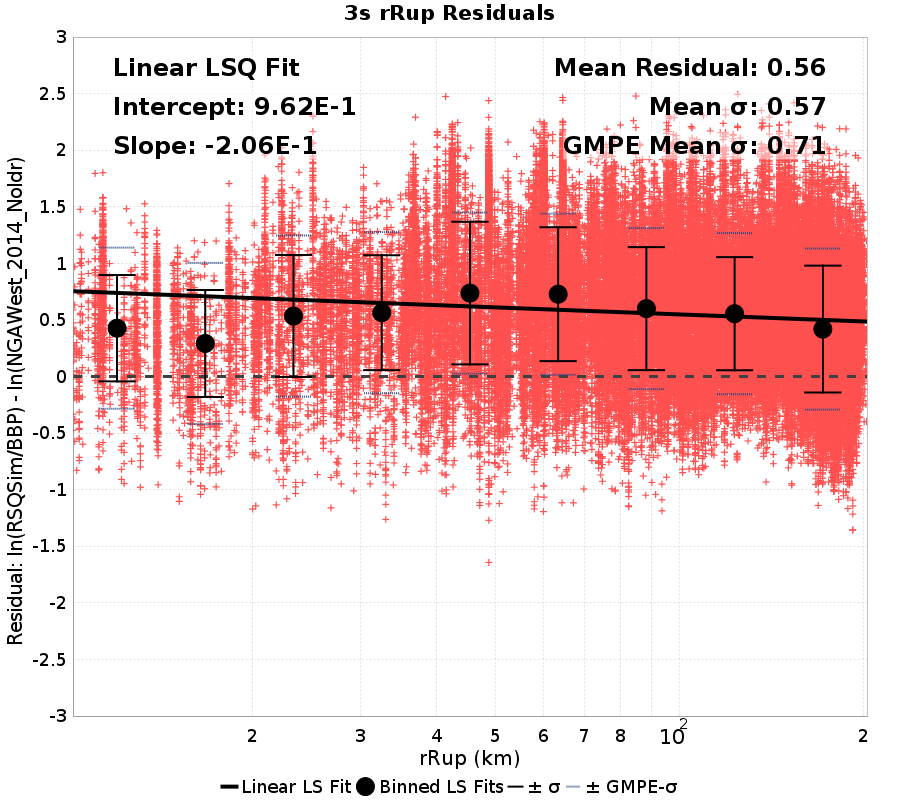 3s rRup Residuals
Linear LSQ Fit
Intercept: 9.62E-1
Slope: -2.06E-1
Mean Residual: 0.56
Mean σ: 0.57
GMPE Mean σ: 0.71
Residual: ln(RSQSim/BBP) - ln(NGAWest_2014_NoIdr)
3
2.5
2
1.5
1
0.5
0
-0.5
-1
-1.5
-2
-2.5
-3
2 3 4 5 6 7 8 10^2 2
rRup (km)
Linear LS Fit Binned LS Fits ± σ ± GMPE-σ